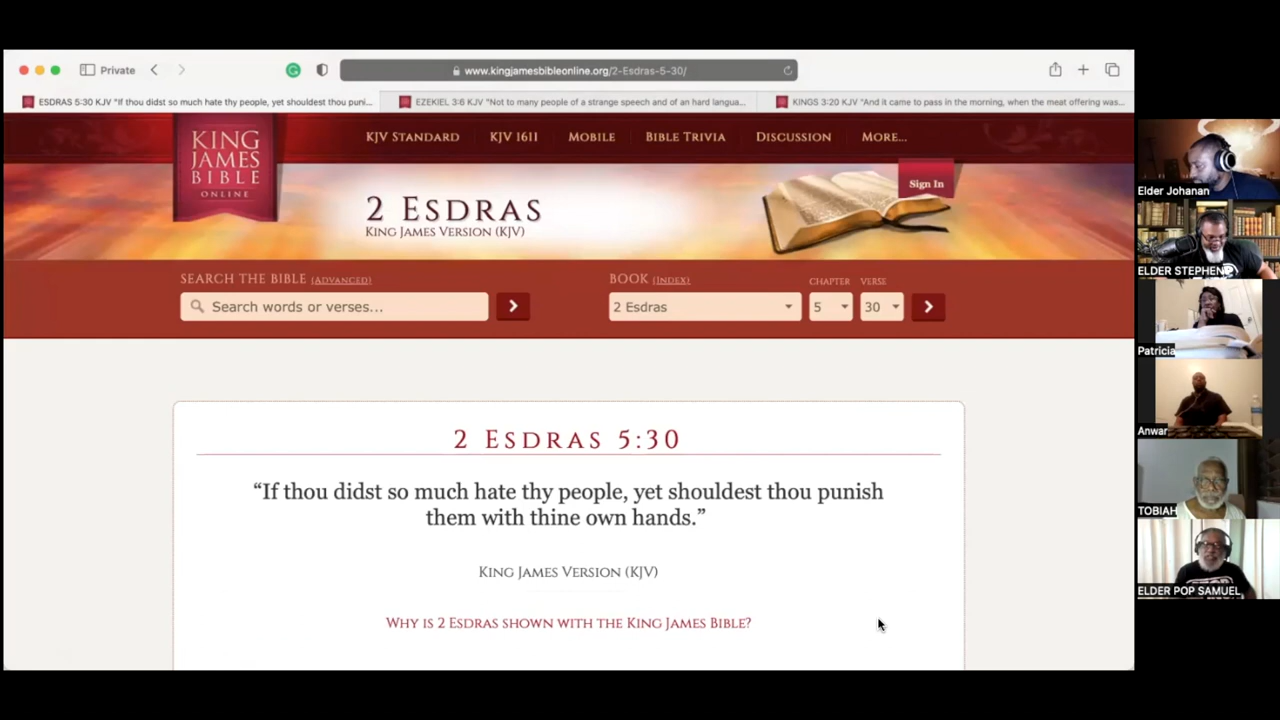 Private
www.kingjamesbibleonline.org/2-Esdras-5-30/
ESDRAS 5:30 KJV "If thou didst so much hate thy people, yet shouldest thou puni...
EZEKIEL 3:6 KJV "Not to many people of a strange speech and of an hard langua...
KINGS 3:20 KJV "And it came to pass in the morning, when the meat offering was...
KING
JAMES
BIBLE
ONLINE
KJV STANDARD
KJV 1611
MOBILE
BIBLE TRIVIA
DISCUSSION
MORE...
Sign In
2 ESDRAS
KING JAMES VERSION (KJV)
SEARCH THE BIBLE (ADVANCED)
Search words or verses...
BOOK (INDEX)
CHAPTER
VERSE
2 Esdras
5
30
2 ESDRAS 5:30
“If thou didst so much hate thy people, yet shouldest thou punish
them with thine own hands.”
KING JAMES VERSION (KJV)
WHY IS 2 ESDRAS SHOWN WITH THE KING JAMES BIBLE?
Elder Johanan
ELDER STEPHEN
Patricia
Anwar
TOBIAH
ELDER POP SAMUEL